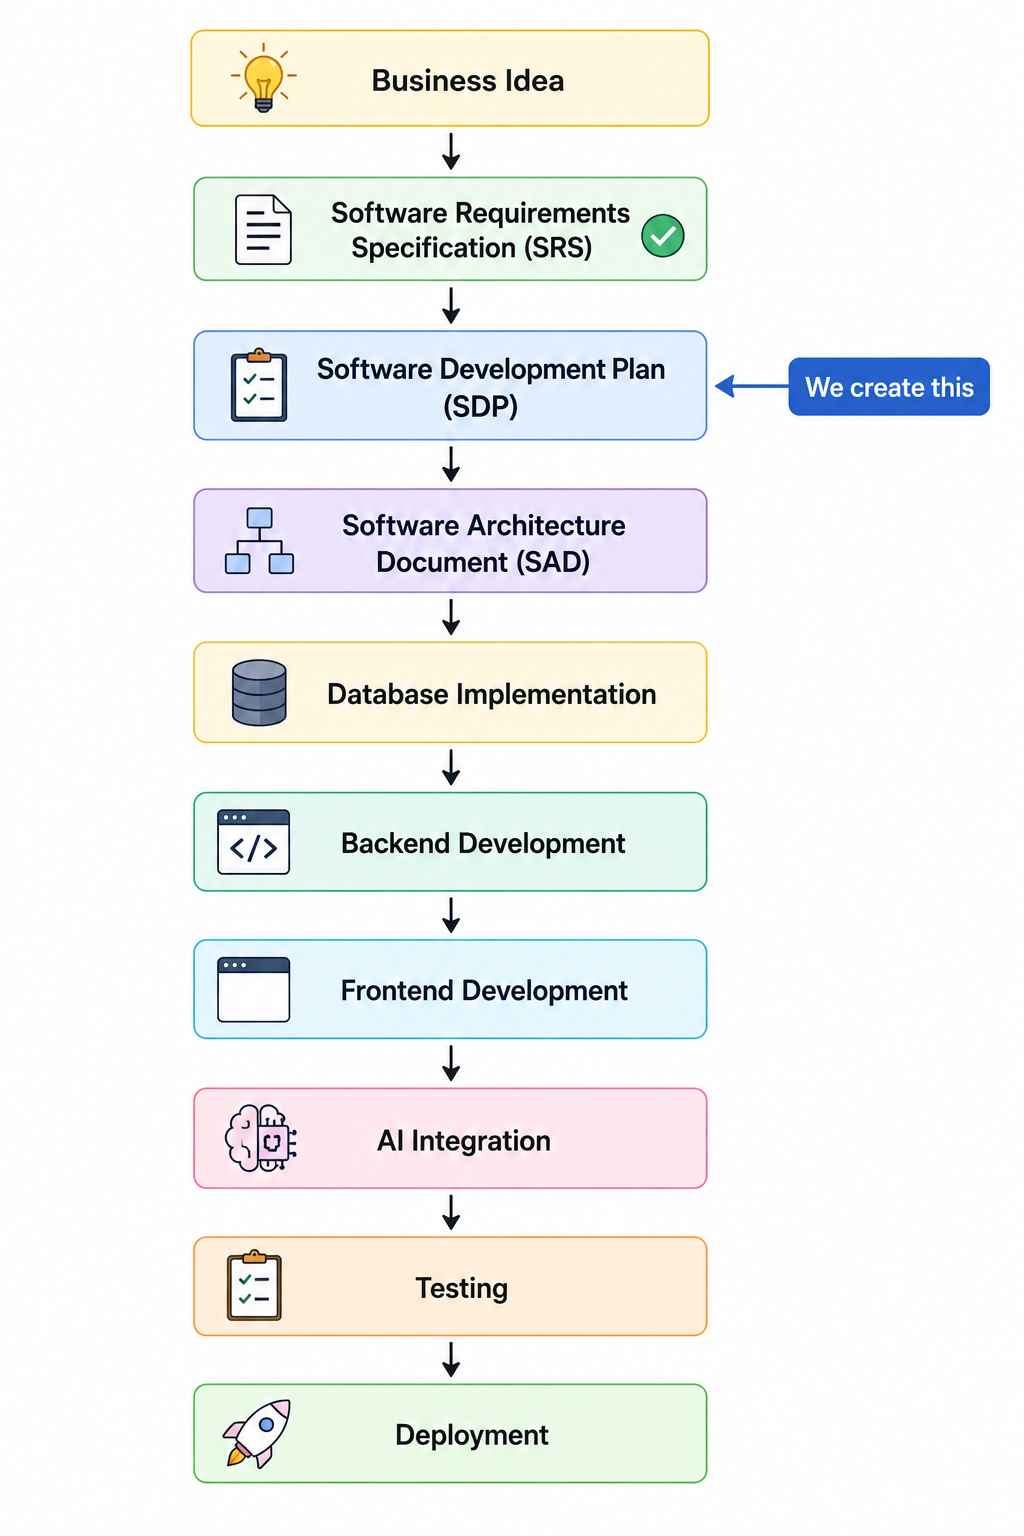 Business Idea
Software Requirements
Specification (SRS)
Software Development Plan
(SDP)
We create this
Software Architecture
Document (SAD)
Database Implementation
</>
Backend Development
Frontend Development
AI Integration
Testing
Deployment